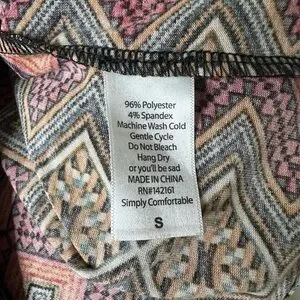 96% Polyester
4% Spandex
Machine Wash Cold
Gentle Cycle
Do Not Bleach
Hang Dry
or you'll be sad
MADE IN CHINA
RN#142161
Simply Comfortable
S